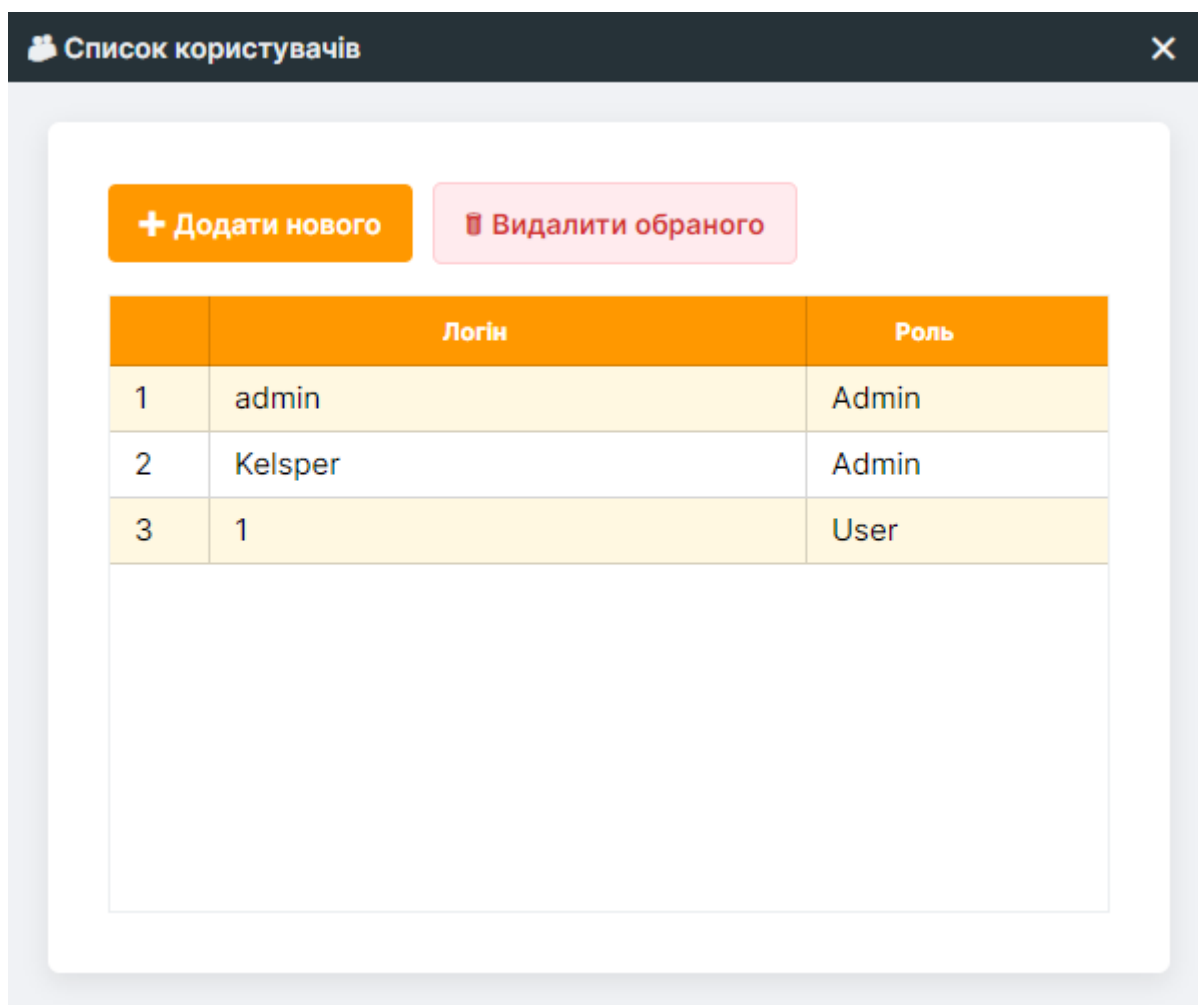 Список користувачів
Додати нового Видалити обраного
Логін Роль
1 admin Admin
2 Kelsper Admin
3 1 User